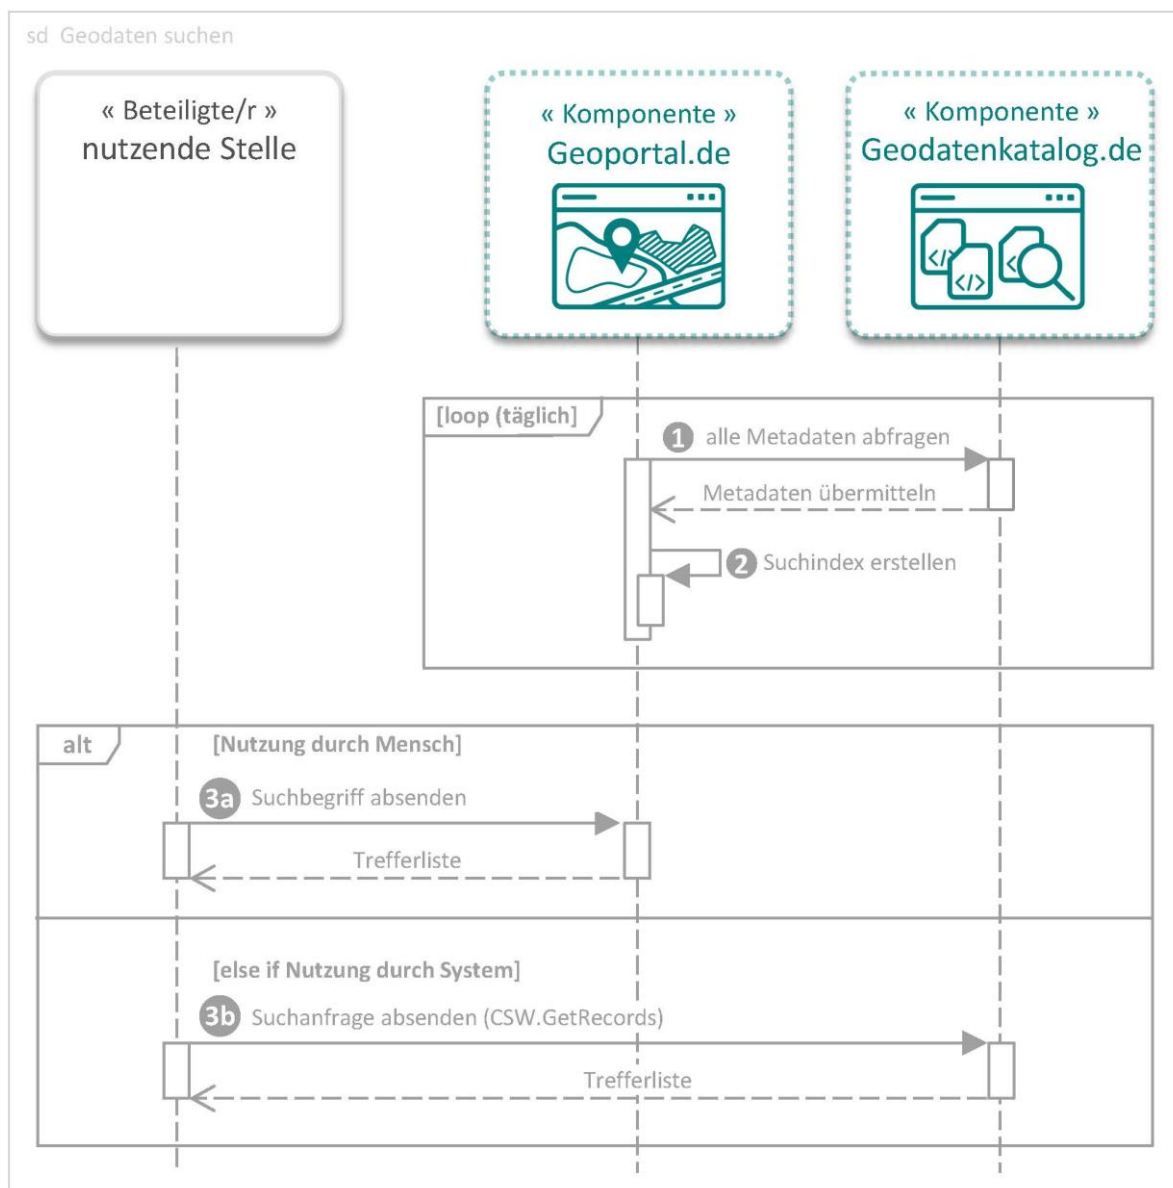 sd Geodaten suchen
« Beteiligte/r »
nutzende Stelle
« Komponente »
Geoportal.de
« Komponente »
Geodatenkatalog.de
</>
</>
<
[loop (täglich]
1 alle Metadaten abfragen
Metadaten übermitteln
2 Suchindex erstellen
alt
[Nutzung durch Mensch]
3a Suchbegriff absenden
Trefferliste
[else if Nutzung durch System]
3b Suchanfrage absenden (CSW.GetRecords)
Trefferliste